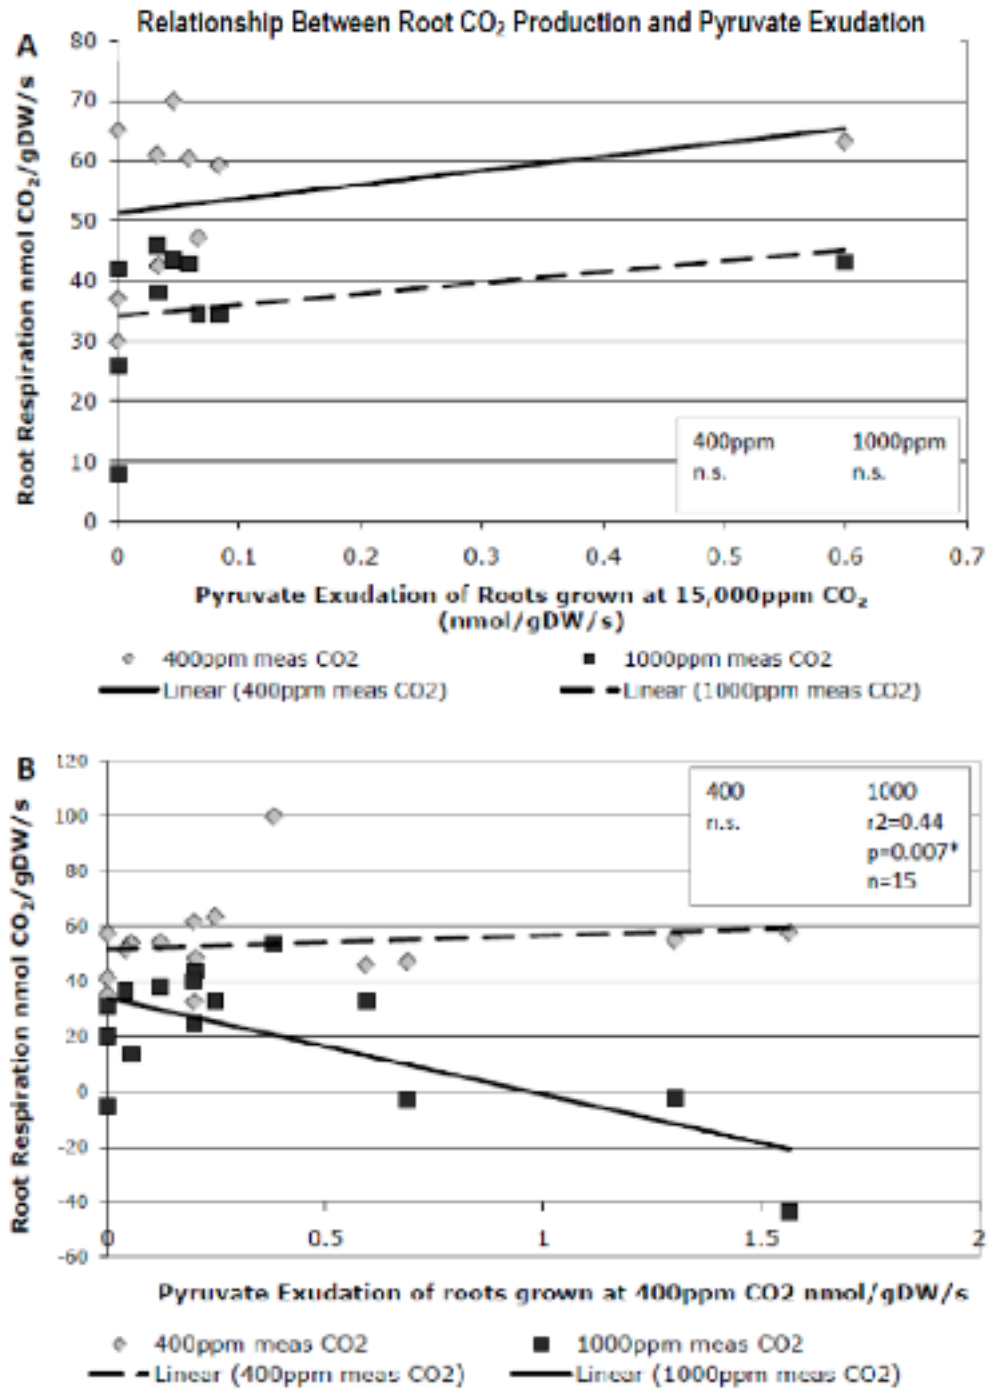 Relationship Between Root CO₂ Production and Pyruvate Exudation
A
Root Respiration nmol CO₂/gDW/s
80
70
60
50
40
30
20
10
0
400ppm 1000ppm
n.s. n.s.
0 0.1 0.2 0.3 0.4 0.5 0.6 0.7
Pyruvate Exudation of Roots grown at 15,000ppm CO₂
(nmol/gDW/s)
400ppm meas CO2 1000ppm meas CO2
Linear (400ppm meas CO2) Linear (1000ppm meas CO2)
B
Root Respiration nmol CO₂/gDW/s
120
100
80
60
40
20
0
-20
-40
-60
400 1000
n.s. r2=0.44
p=0.007*
n=15
0 0.5 1 1.5 2
Pyruvate Exudation of roots grown at 400ppm CO2 nmol/gDW/s
400ppm meas CO2 1000ppm meas CO2
Linear (400ppm meas CO2) Linear (1000ppm meas CO2)